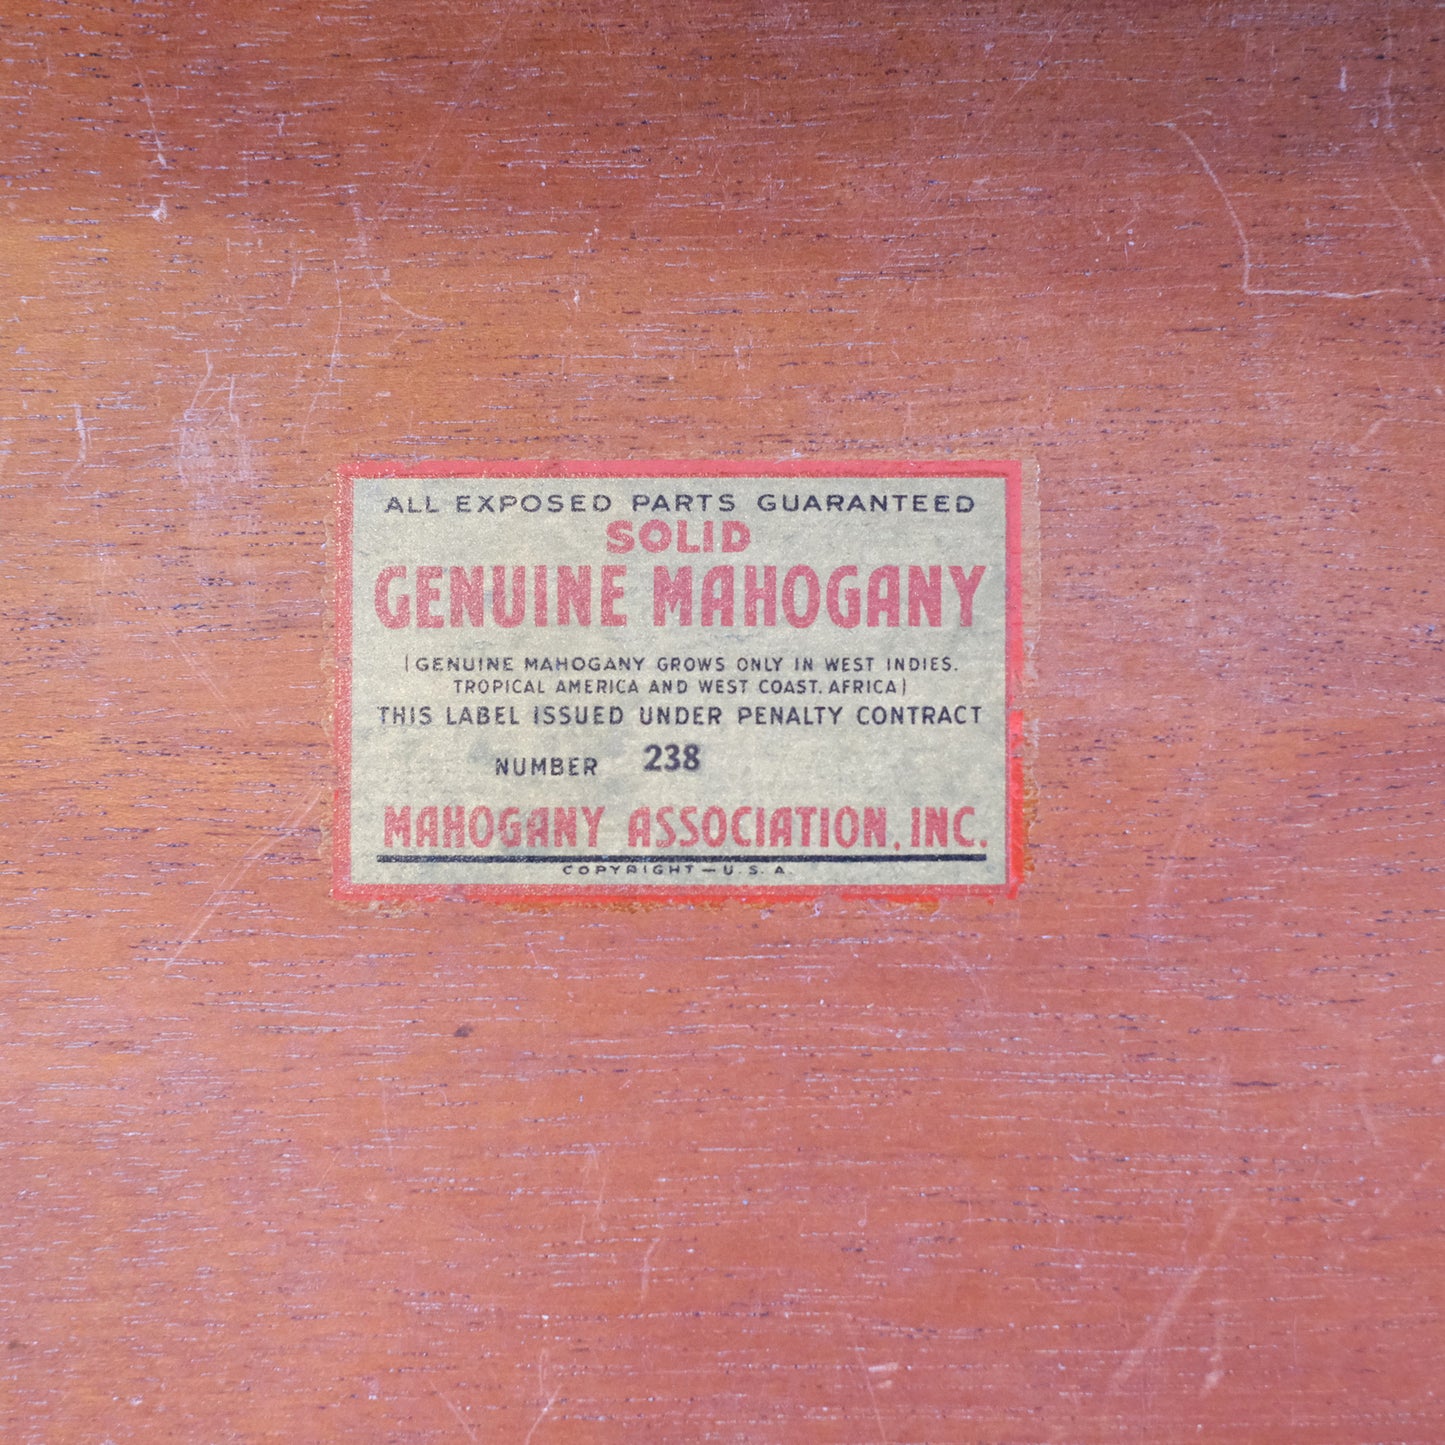 ALL EXPOSED PARTS GUARANTEED
SOLID
GENUINE MAHOGANY
(GENUINE MAHOGANY GROWS ONLY IN WEST INDIES.
TROPICAL AMERICA AND WEST COAST. AFRICA)
THIS LABEL ISSUED UNDER PENALTY CONTRACT
NUMBER 238
MAHOGANY ASSOCIATION, INC.
COPYRIGHT—U.S.A.